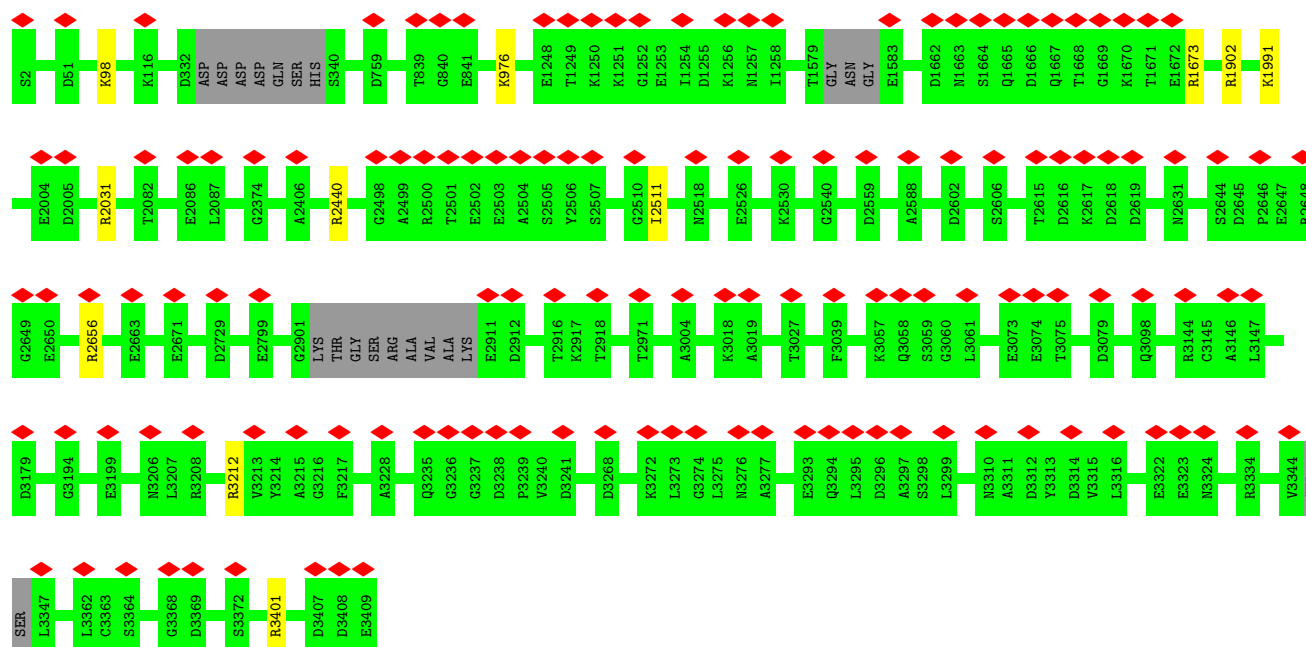 S2 D51 K98 K116 D332 ASP ASP ASP ASP GLN SER HIS S340 D759 T839 G840 E841 K976 E1248 T1249 K1250 K1251 G1252 E1253 I1254 D1255 K1256 N1257 I1258 T1579 GLY ASN GLY E1583 D1662 N1663 S1664 Q1665 D1666 Q1667 T1668 G1669 K1670 T1671 E1672 R1673 R1902 K1991
E2004 D2005 R2031 T2082 E2086 L2087 G2374 A2406 R2440 G2498 A2499 R2500 T2501 E2502 E2503 A2504 S2505 Y2506 S2507 G2510 I2511 N2518 E2526 K2530 G2540 D2559 A2588 D2602 S2606 T2615 D2616 K2617 D2618 D2619 N2631 S2644 D2645 P2646 E2647 R2648
G2649 E2650 R2656 E2663 E2671 D2729 E2799 G2901 LYS THR GLY SER ARG ALA VAL ALA LYS E2911 D2912 T2916 K2917 T2918 T2971 A3004 K3018 A3019 T3027 F3039 K3057 Q3058 S3059 G3060 L3061 E3073 E3074 T3075 D3079 Q3098 R3144 C3145 A3146 L3147
D3179 G3194 E3199 N3206 L3207 R3208 R3212 V3213 Y3214 A3215 G3216 F3217 A3228 Q3235 G3236 G3237 D3238 P3239 V3240 D3241 D3268 K3272 L3273 G3274 L3275 N3276 A3277 E3293 Q3294 L3295 D3296 A3297 S3298 L3299 N3310 A3311 D3312 Y3313 D3314 V3315 L3316 E3322 E3323 N3324 R3334 V3344
SER L3347 L3362 C3363 S3364 G3368 D3369 S3372 R3401 D3407 D3408 E3409